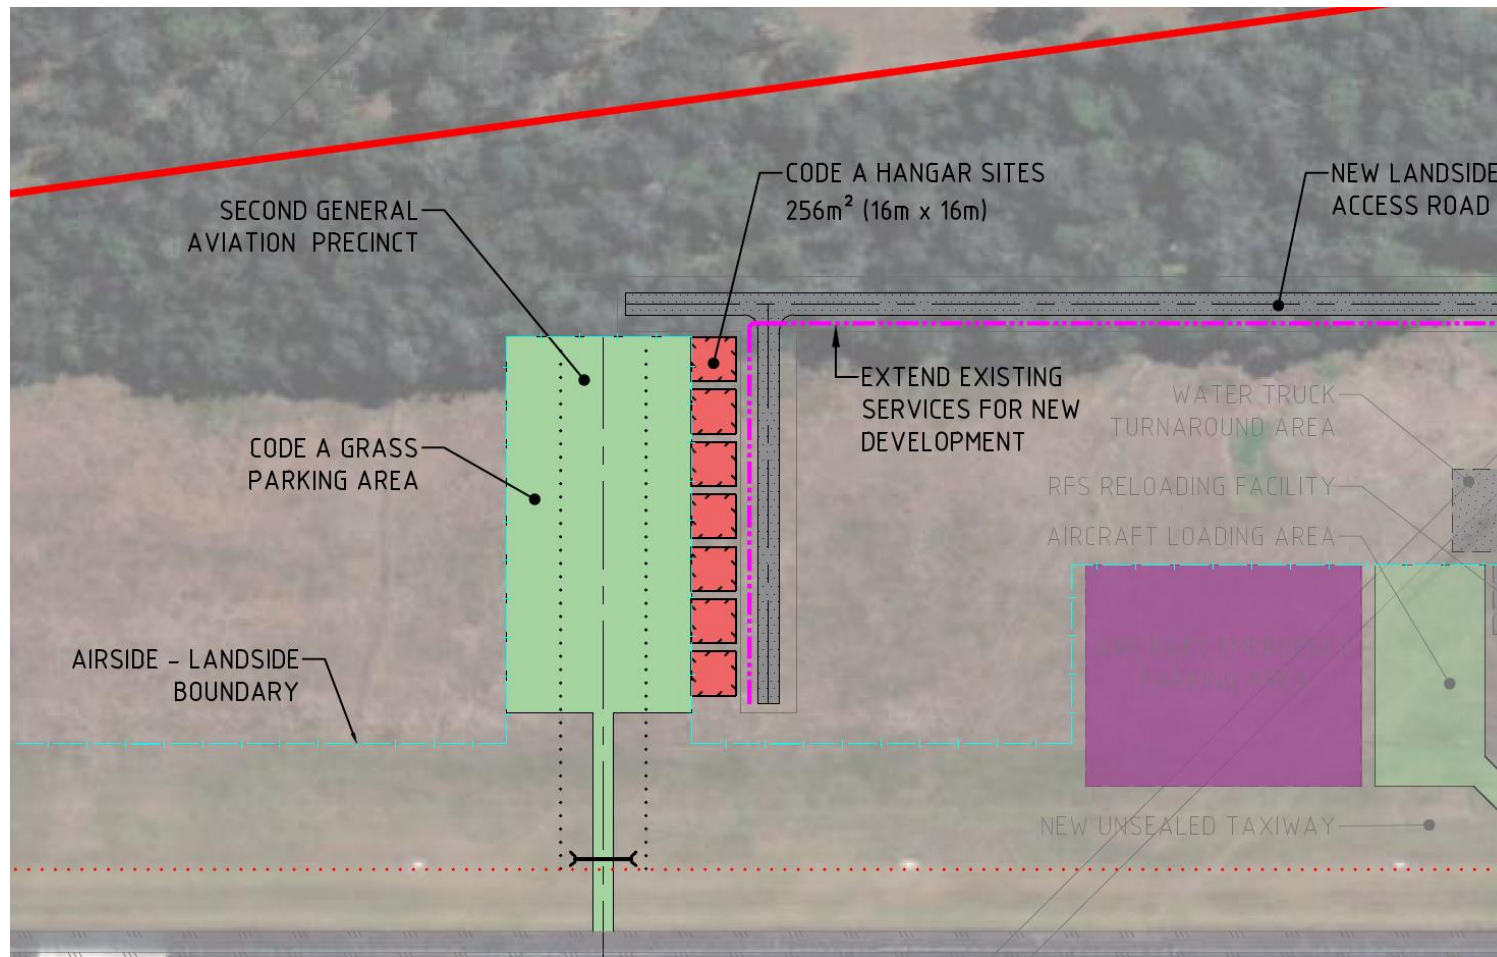 CODE A HANGAR SITES
256m² (16m x 16m)
NEW LANDSIDE
ACCESS ROAD
SECOND GENERAL
AVIATION PRECINCT
EXTEND EXISTING
SERVICES FOR NEW
DEVELOPMENT
WATER TRUCK
TURNAROUND AREA
CODE A GRASS
PARKING AREA
RFS RELOADING FACILITY
AIRCRAFT LOADING AREA
AIRSIDE - LANDSIDE
BOUNDARY
PARKING AREA
NEW UNSEALED TAXIWAY